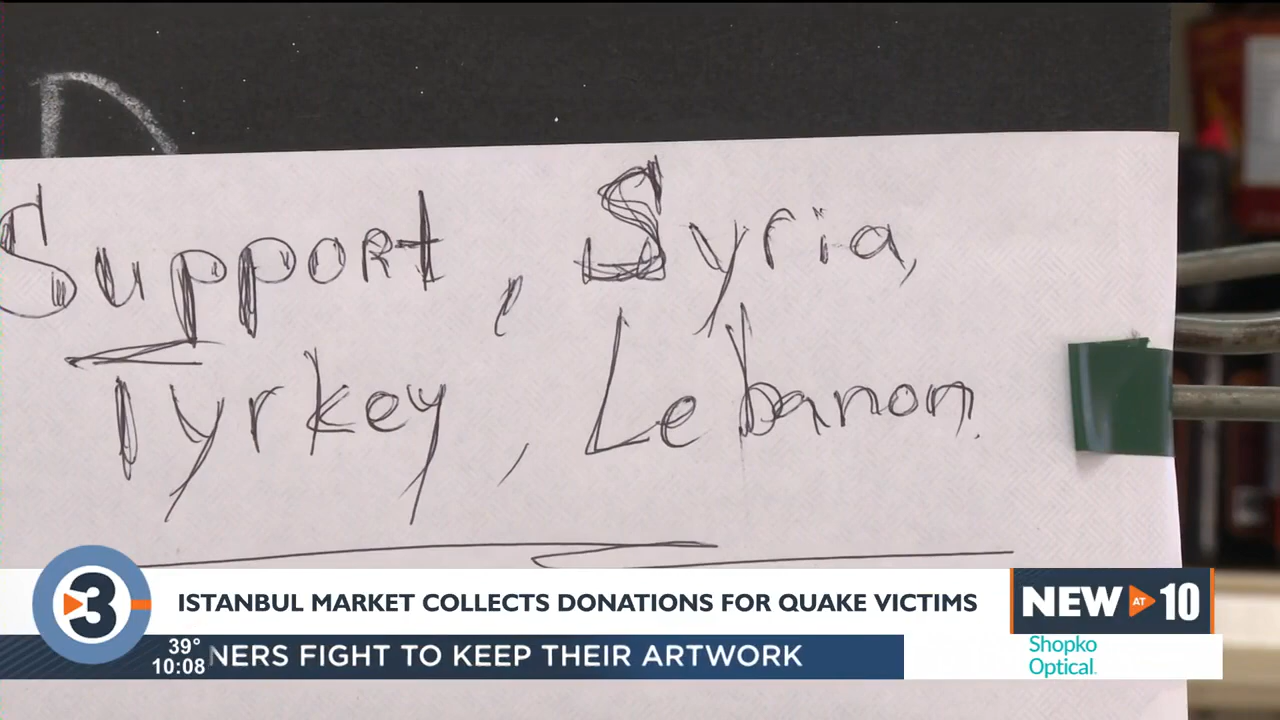 Support, Syria,
Tyrkey, Lebanon.
3
ISTANBUL MARKET COLLECTS DONATIONS FOR QUAKE VICTIMS
NEW AT 10
39°
10:08
NERS FIGHT TO KEEP THEIR ARTWORK
Shopko
Optical.